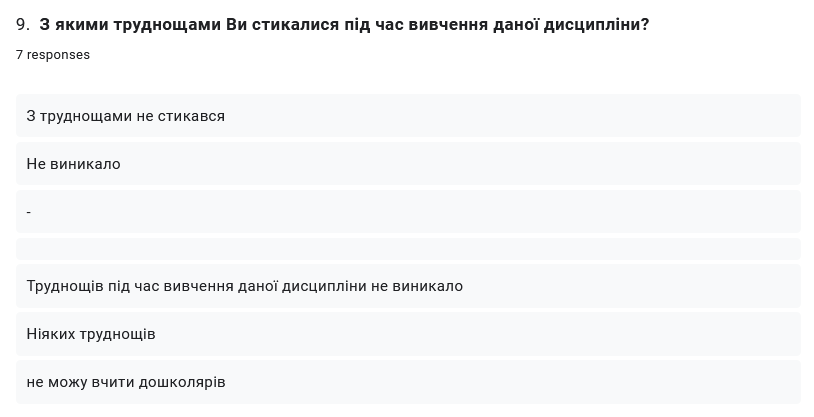 9. З якими труднощами Ви стикалися під час вивчення даної дисципліни?
7 responses
З труднощами не стикався
Не виникало
-
Труднощів під час вивчення даної дисципліни не виникало
Ніяких труднощів
не можу вчити дошколярів